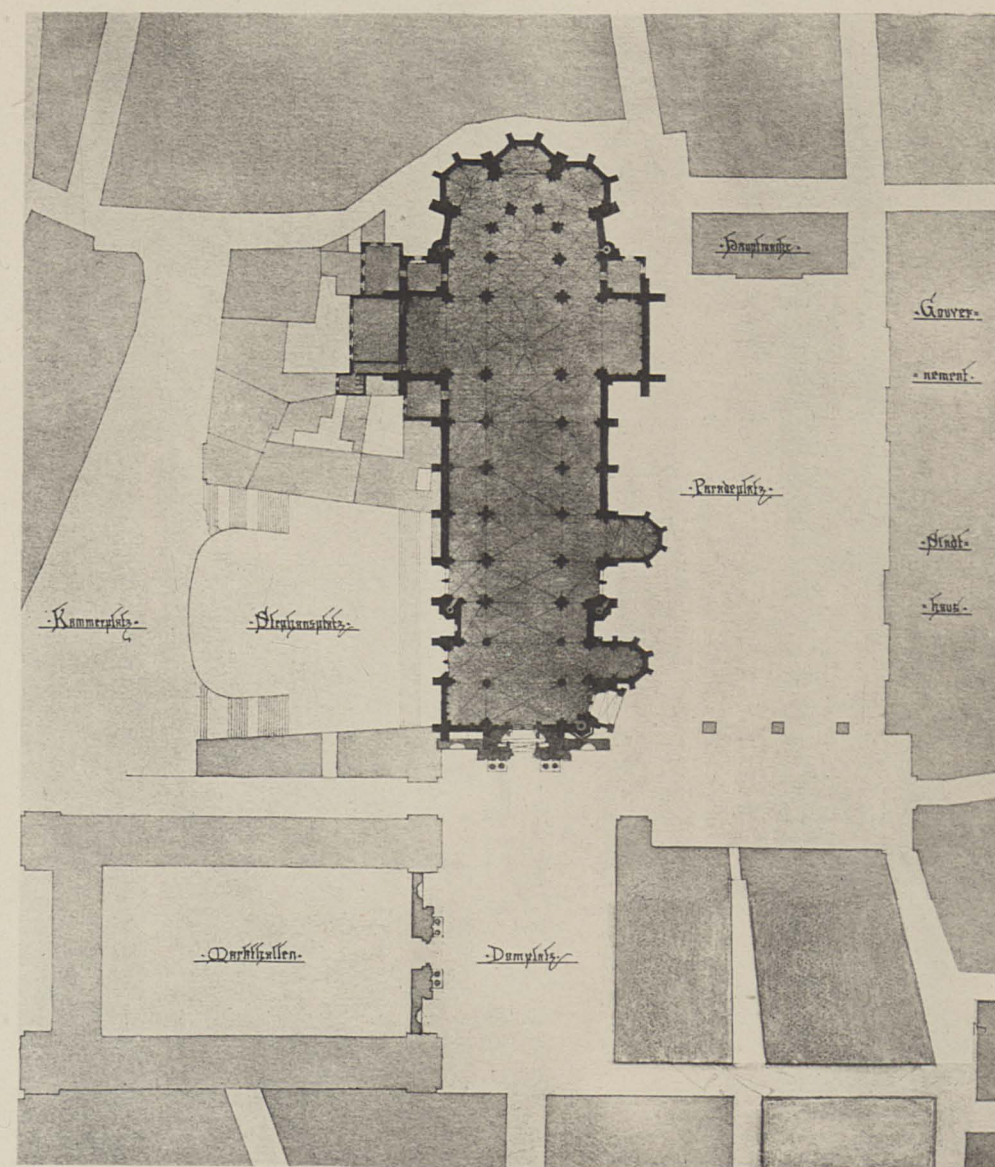 Hauptwache
Gouver=
=nement
Paradeplatz
Stadt=
=haus
Kammerplatz
Stephansplatz
Markthallen
Domplatz